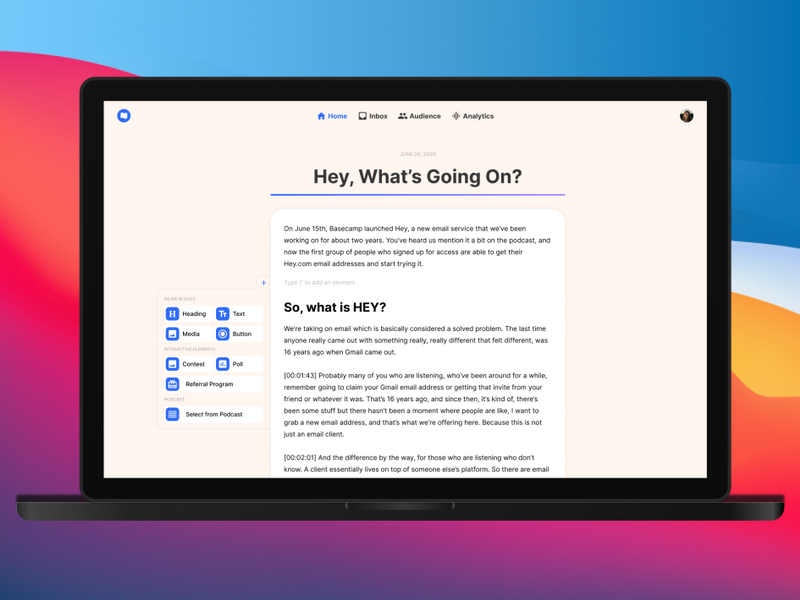 Home Inbox Audience Analytics
JUNE 20, 2020
Hey, What's Going On?
On June 15th, Basecamp launched Hey, a new email service that we've been
working on for about two years. You've heard us mention it a bit on the podcast, and
now the first group of people who signed up for access are able to get their
Hey.com email addresses and start trying it.
Type '/' to add an element
So, what is HEY?
We're taking on email which is basically considered a solved problem. The last time
anyone really came out with something really, really different that felt different, was
16 years ago when Gmail came out.
[00:01:43] Probably many of you who are listening, who've been around for a while,
remember going to claim your Gmail email address or getting that invite from your
friend or whatever it was. That's 16 years ago, and since then, it's kind of, there's
been some stuff but there hasn't been a moment where people are like, I want to
grab a new email address, and that's what we're offering here. Because this is not
just an email client.
[00:02:01] And the difference by the way, for those who are listening who don't
know. A client essentially lives on top of someone else's platform. So there are email
+
INLINE BLOCKS
H Heading Tт Text
Media Button
INTERACTIVE ELEMENTS
Contest Poll
Referral Program
PODCAST
Select from Podcast